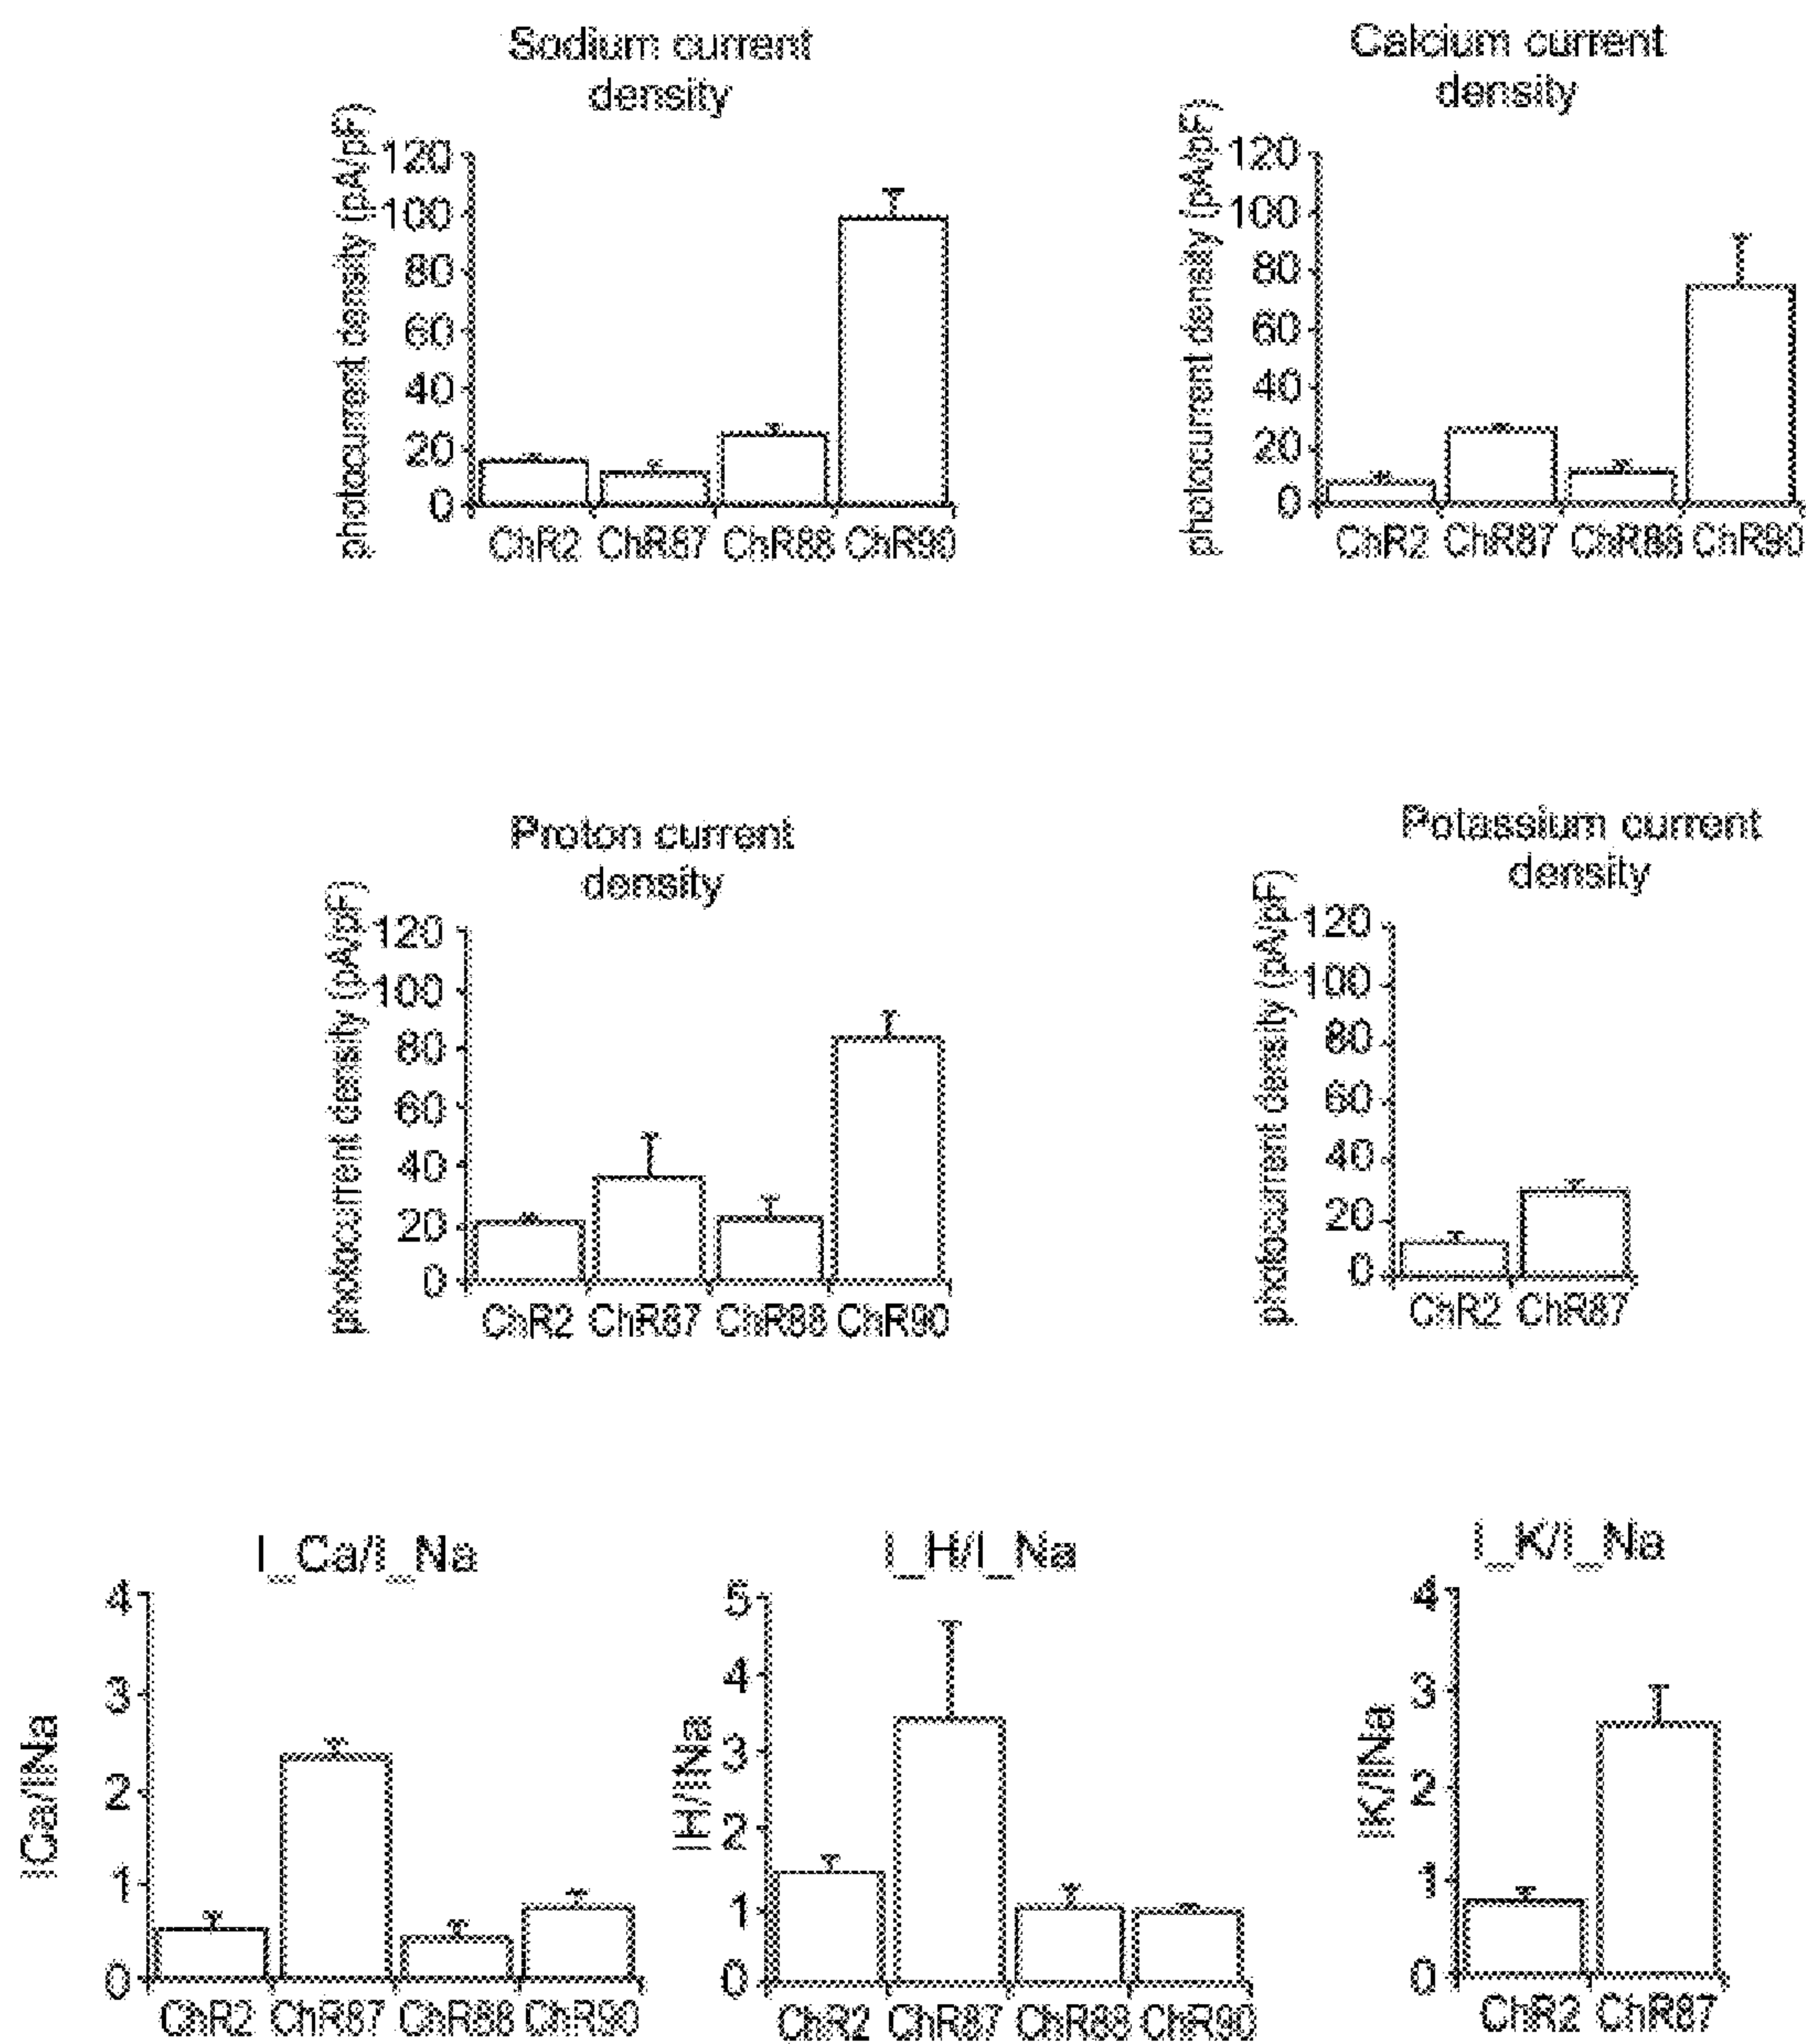 Sodium current
density
photocurrent density (pA/pF)
120
100
80
60
40
20
0
ChR2 ChR87 ChR88 ChR90
Calcium current
density
photocurrent density (pA/pF)
120
100
80
60
40
20
0
ChR2 ChR87 ChR88 ChR90
Proton current
density
photocurrent density (pA/pF)
120
100
80
60
40
20
0
ChR2 ChR87 ChR88 ChR90
Potassium current
density
photocurrent density (pA/pF)
120
100
80
60
40
20
0
ChR2 ChR87
I_Ca/I_Na
ICa/INa
4
3
2
1
0
ChR2 ChR87 ChR88 ChR90
I_H/I_Na
IH/INa
5
4
3
2
1
0
ChR2 ChR87 ChR88 ChR90
I_K/I_Na
IK/INa
4
3
2
1
0
ChR2 ChR87